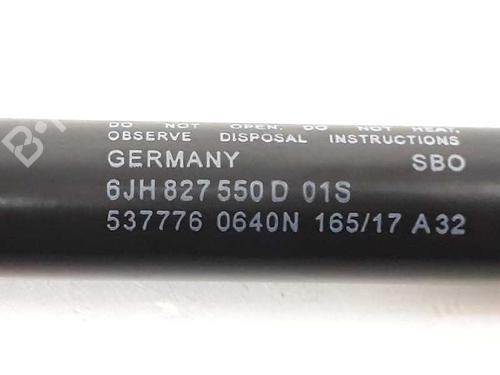 DO NOT OPEN. DO NOT HEAT.
OBSERVE DISPOSAL INSTRUCTIONS
GERMANY SBO
6JH 827 550 D 01S
537776 0640N 165/17 A32